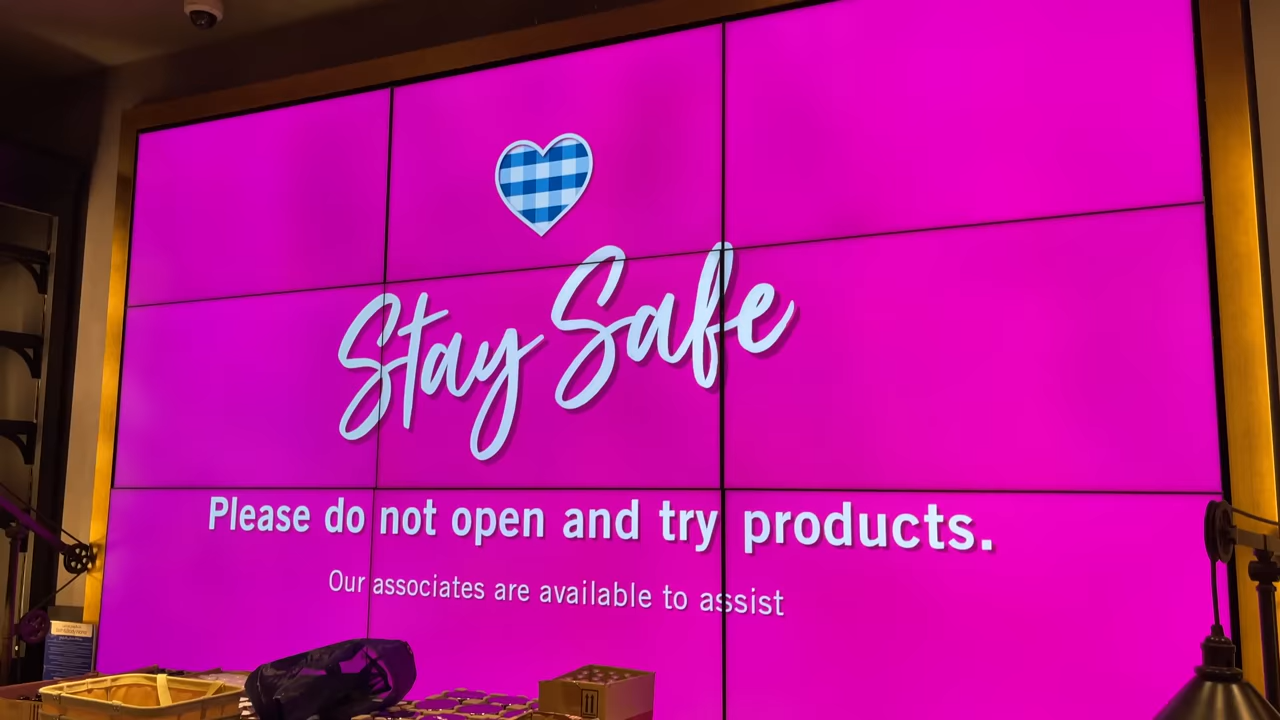 Stay Safe
Please do not open and try products.
Our associates are available to assist